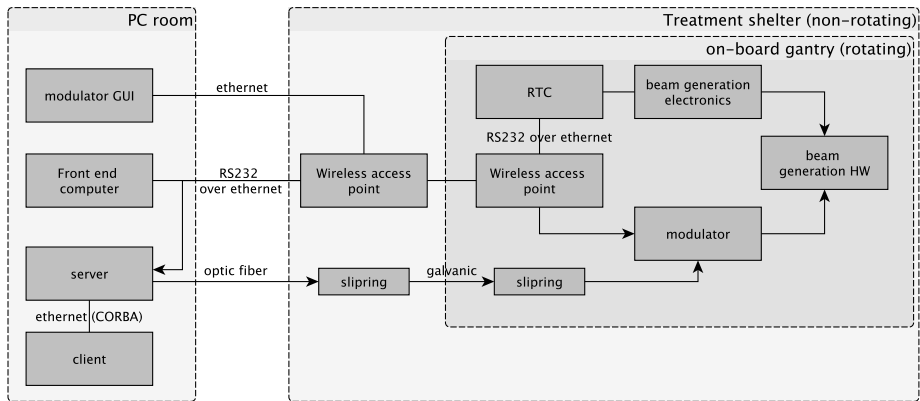 PC room
Treatment shelter (non-rotating)
on-board gantry (rotating)
modulator GUI
ethernet
RTC
beam generation
electronics
RS232 over ethernet
Front end
computer
RS232
over ethernet
Wireless access
point
Wireless access
point
beam
generation HW
modulator
server
optic fiber
slipring
galvanic
slipring
ethernet (CORBA)
client